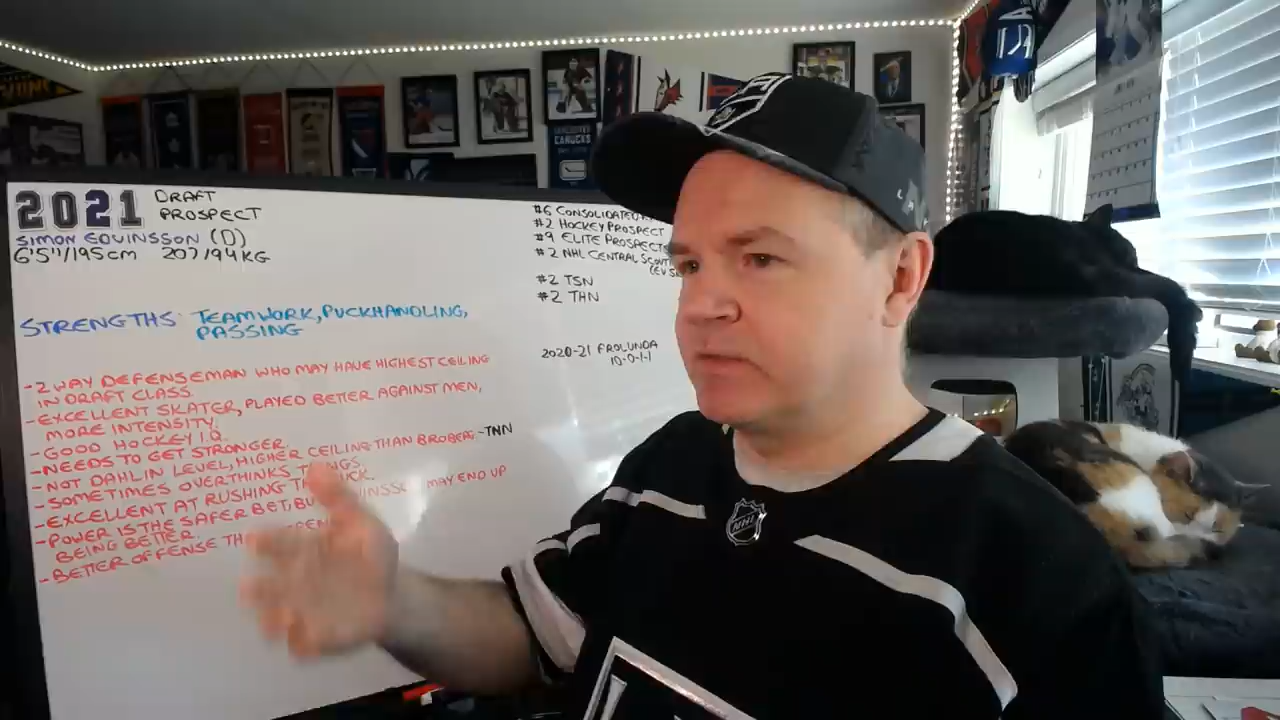 2021 DRAFT
PROSPECT
SIMON EDVINSSON (D)
6'5"/195CM 207/94KG
STRENGTHS: TEAMWORK, PUCKHANDLING,
PASSING
-2 WAY DEFENSEMAN WHO MAY HAVE HIGHEST CEILING
IN DRAFT CLASS.
-EXCELLENT SKATER, PLAYED BETTER AGAINST MEN,
MORE INTENSITY.
-GOOD HOCKEY I.Q.
-NEEDS TO GET STRONGER.
-NOT DAHLIN LEVEL, HIGHER CEILING THAN BROBERG.-TNN
-SOMETIMES OVERTHINKS THINGS.
-EXCELLENT AT RUSHING THE PUCK.
-POWER IS THE SAFER BET, BUT MAY END UP
BEING BETTER.
-BETTER OFFENSE
#6 CONSOLIDATED
#2 HOCKEY PROSPECT
#9 ELITE PROSPECT
#2 NHL CENTRAL
#2 TSN
#2 THN
2020-21 FROLUNDA
10-0-1-1
VANCOUVER
CANUCKS
NHL